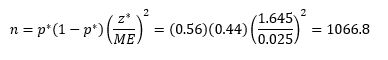 n = p*(1 − p*)(z*/ME)² = (0.56)(0.44)(1.645/0.025)² = 1066.8